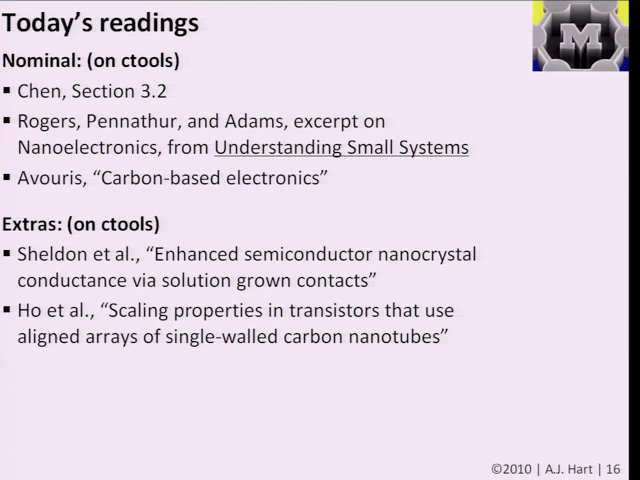 Today's readings
Nominal: (on ctools)
▪ Chen, Section 3.2
▪ Rogers, Pennathur, and Adams, excerpt on
Nanoelectronics, from Understanding Small Systems
▪ Avouris, “Carbon-based electronics”
Extras: (on ctools)
▪ Sheldon et al., “Enhanced semiconductor nanocrystal
conductance via solution grown contacts”
▪ Ho et al., “Scaling properties in transistors that use
aligned arrays of single-walled carbon nanotubes”
M
©2010 | A.J. Hart | 16